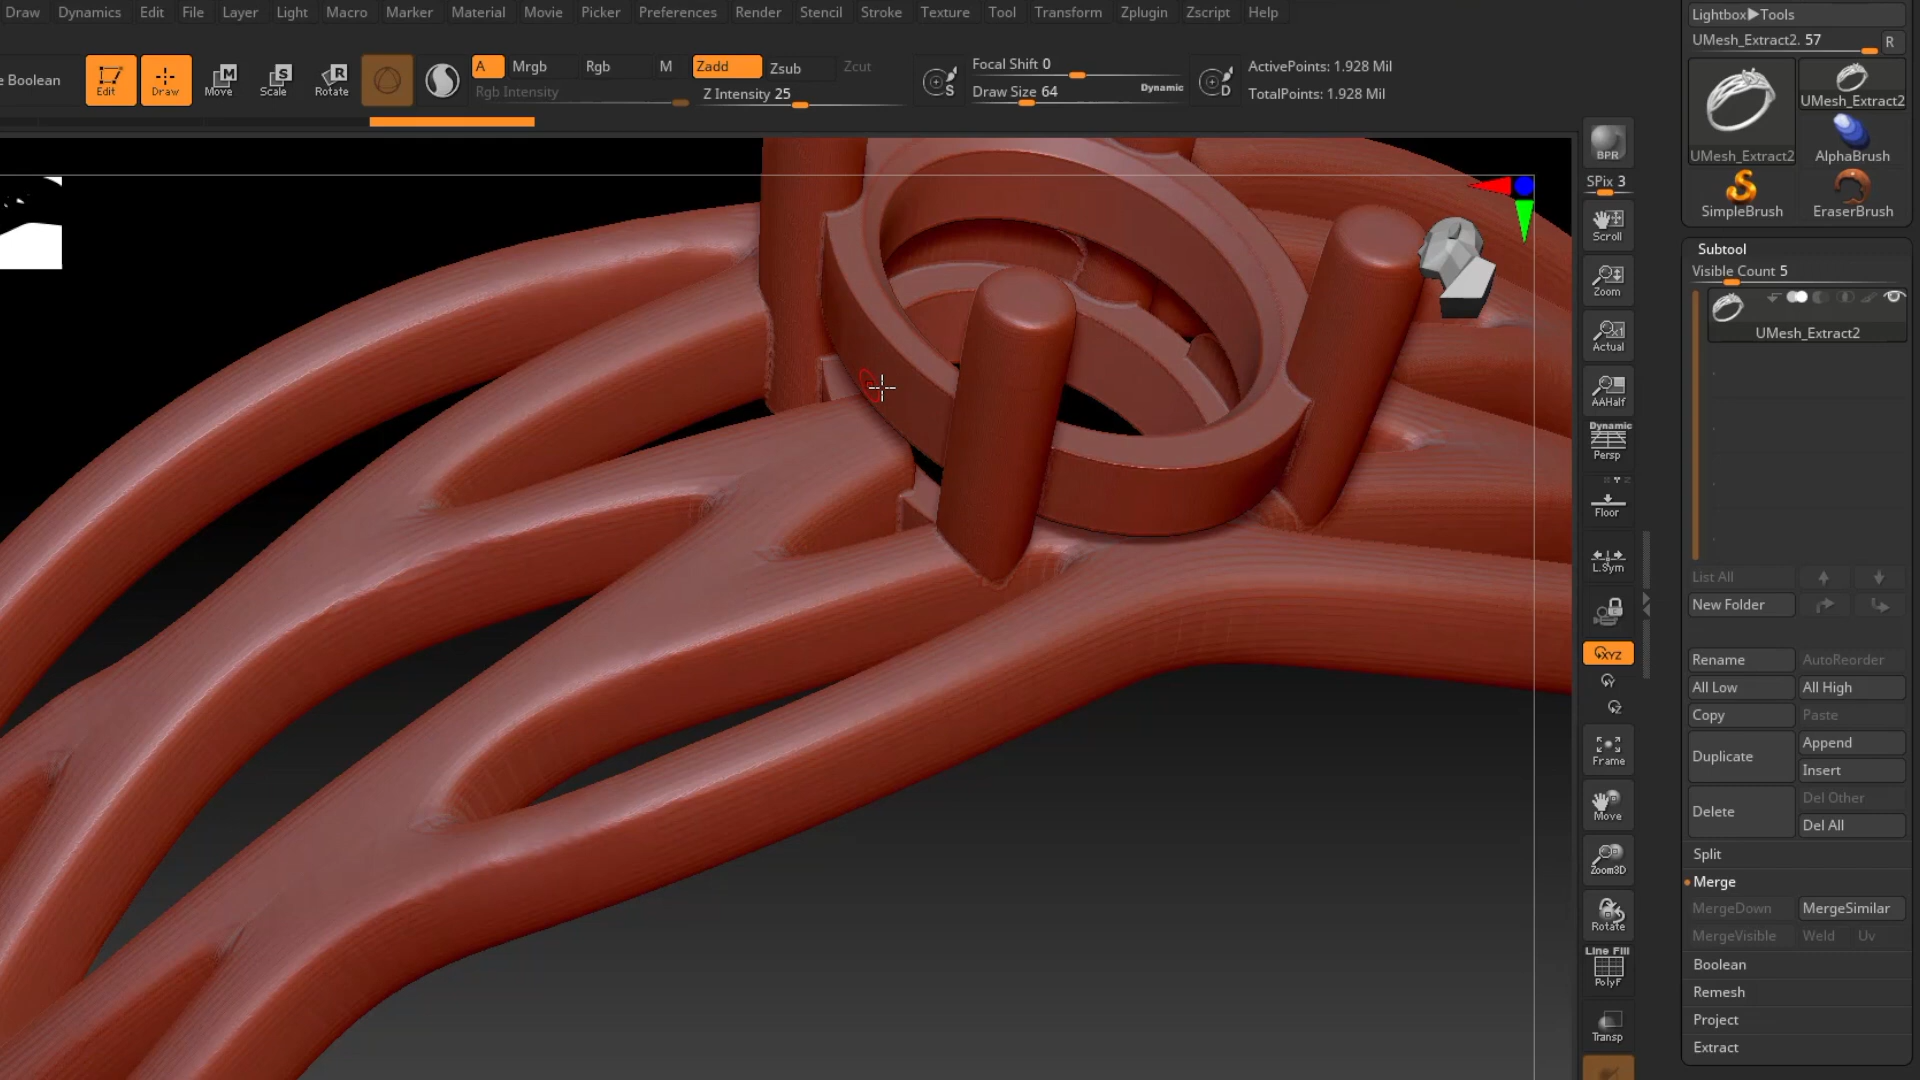 Draw Dynamics Edit File Layer Light Macro Marker Material Movie Picker Preferences Render Stencil Stroke Texture Tool Transform Zplugin Zscript Help
e Boolean
Edit
Draw
M
Move
S
Scale
R
Rotate
A Mrgb Rgb M Zadd Zsub Zcut
Rgb Intensity
Z Intensity 25
S
Focal Shift 0
Draw Size 64
Dynamic
D
ActivePoints: 1.928 Mil
TotalPoints: 1.928 Mil
BPR
SPix 3
Scroll
Zoom
x1
Actual
AAHalf
Dynamic
Persp
Floor
L.Sym
XYZ
Y
Z
Frame
Move
Zoom3D
Rotate
Line Fill
PolyF
Transp
Lightbox▶Tools
UMesh_Extract2. 57
R
UMesh_Extract2
UMesh_Extract2
AlphaBrush
SimpleBrush
EraserBrush
Subtool
Visible Count 5
UMesh_Extract2
List All
New Folder
Rename AutoReorder
All Low All High
Copy Paste
Duplicate Append
Insert
Delete Del Other
Del All
Split
Merge
MergeDown MergeSimilar
MergeVisible Weld Uv
Boolean
Remesh
Project
Extract